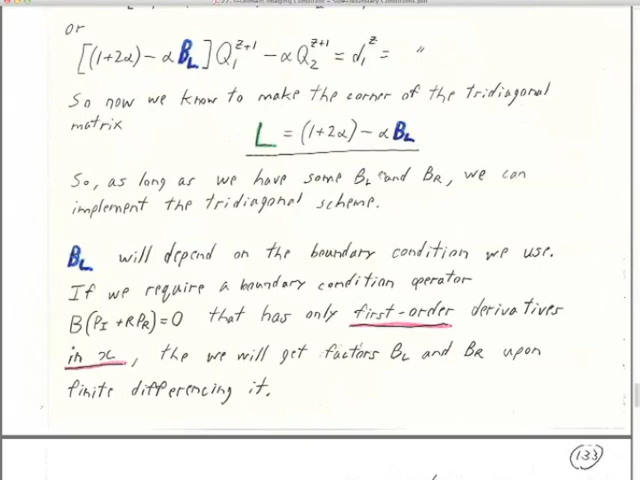 or
[(1+2α) - α B_L] Q_1^{z+1} - α Q_2^{z+1} = d_1^z = "
So now we know to make the corner of the tridiagonal
matrix
L = (1+2α) - α B_L
So, as long as we have some B_L and B_R, we can
implement the tridiagonal scheme.
B_L will depend on the boundary condition we use.
If we require a boundary condition operator
B(P_I + RP_R) = 0 that has only first-order derivatives
in x, the we will get factors B_L and B_R upon
finite differencing it.
133